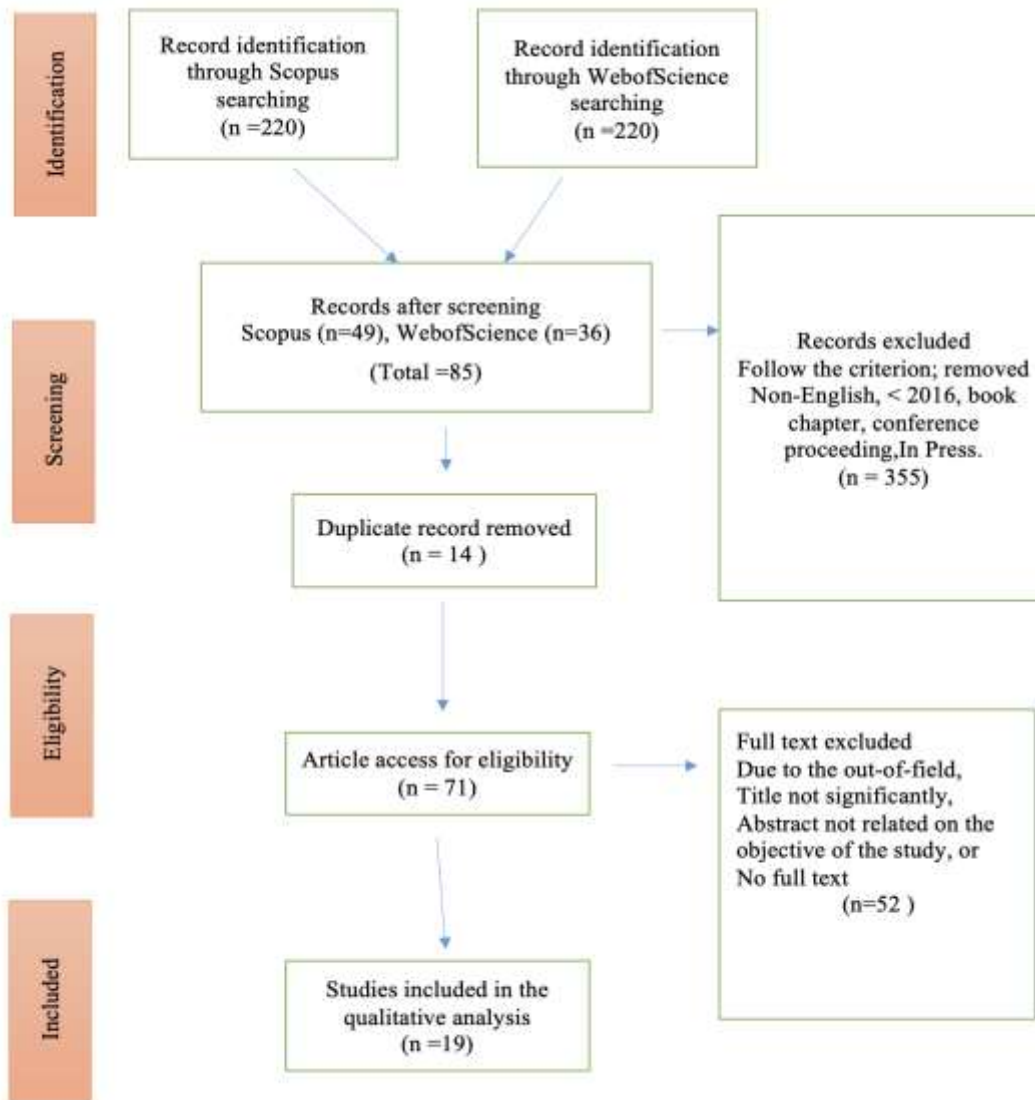 Identification
Record identification
through Scopus
searching
(n =220)
Record identification
through WebofScience
searching
(n =220)
Screening
Records after screening
Scopus (n=49), WebofScience (n=36)
(Total =85)
Records excluded
Follow the criterion; removed
Non-English, < 2016, book
chapter, conference
proceeding,In Press.
(n = 355)
Duplicate record removed
(n = 14 )
Eligibility
Article access for eligibility
(n = 71)
Full text excluded
Due to the out-of-field,
Title not significantly,
Abstract not related on the
objective of the study, or
No full text
(n=52 )
Included
Studies included in the
qualitative analysis
(n =19)